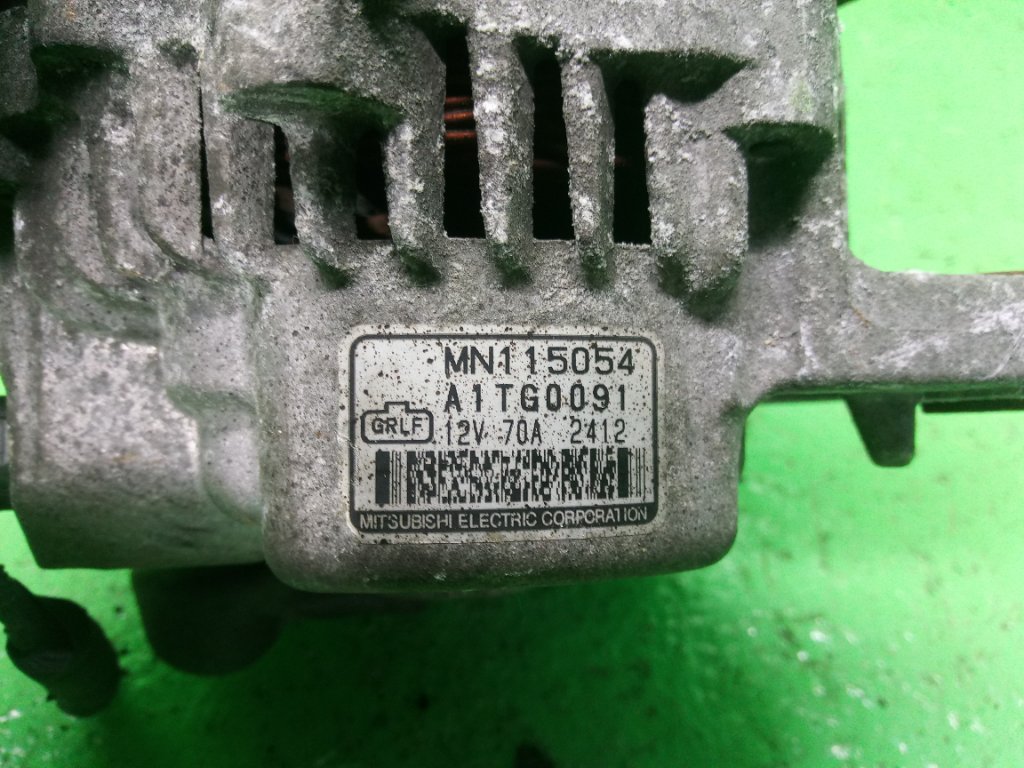 MN115054
A1TG0091
GRLF 12V 70A 2412
MITSUBISHI ELECTRIC CORPORATION